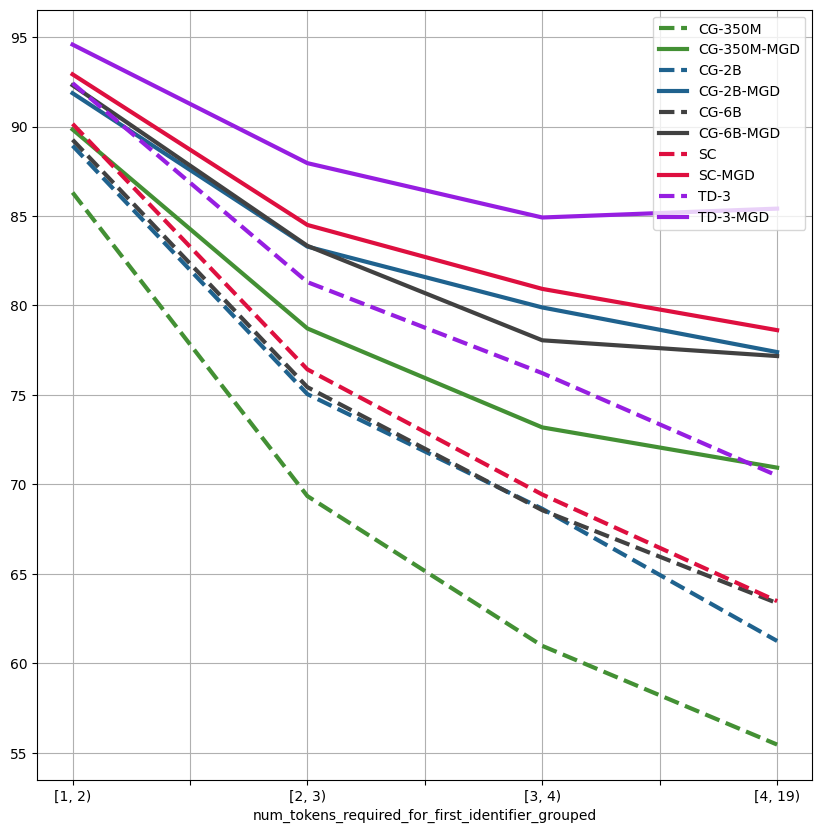 95
90
85
80
75
70
65
60
55
CG-350M
CG-350M-MGD
CG-2B
CG-2B-MGD
CG-6B
CG-6B-MGD
SC
SC-MGD
TD-3
TD-3-MGD
[1, 2)
[2, 3)
[3, 4)
[4, 19)
num_tokens_required_for_first_identifier_grouped